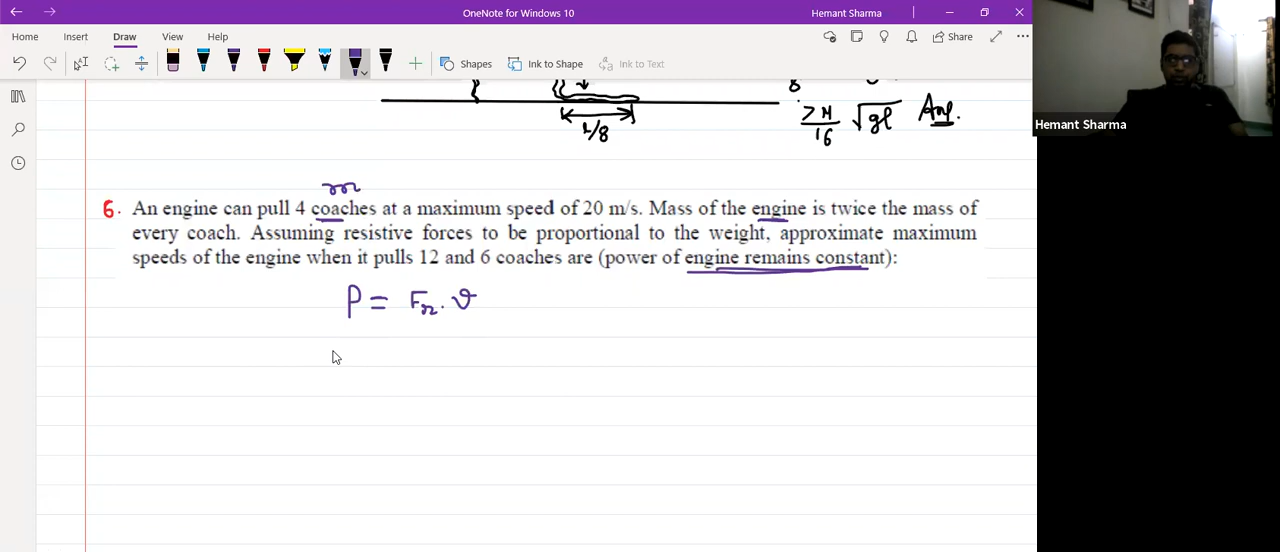 OneNote for Windows 10
Hemant Sharma
Home Insert Draw View Help
Share
Shapes Ink to Shape Ink to Text
Hemant Sharma
L/8
8
7M/16 √gl Ans.
m
6. An engine can pull 4 coaches at a maximum speed of 20 m/s. Mass of the engine is twice the mass of
every coach. Assuming resistive forces to be proportional to the weight, approximate maximum
speeds of the engine when it pulls 12 and 6 coaches are (power of engine remains constant):
P =